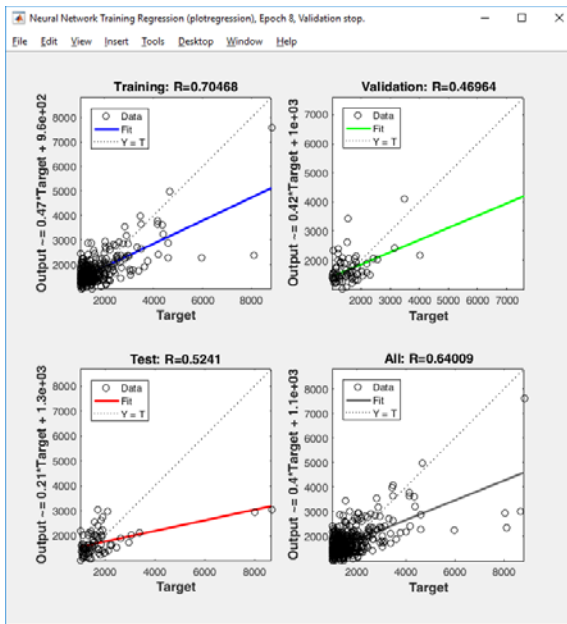 Neural Network Training Regression (plotregression), Epoch 8, Validation stop.
File Edit View Insert Tools Desktop Window Help
Training: R=0.70468
Output ~= 0.47*Target + 9.6e+02
8000
7000
6000
5000
4000
3000
2000
Data
Fit
Y = T
2000 4000 6000 8000
Target
Validation: R=0.46964
Output ~= 0.42*Target + 1e+03
7000
6000
5000
4000
3000
2000
Data
Fit
Y = T
2000 3000 4000 5000 6000 7000
Target
Test: R=0.5241
Output ~= 0.21*Target + 1.3e+03
8000
7000
6000
5000
4000
3000
2000
Data
Fit
Y = T
2000 4000 6000 8000
Target
All: R=0.64009
Output ~= 0.4*Target + 1.1e+03
8000
7000
6000
5000
4000
3000
2000
Data
Fit
Y = T
2000 4000 6000 8000
Target